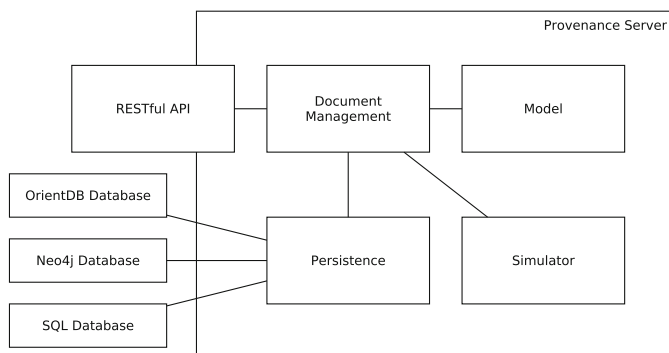 Provenance Server
RESTful API
Document
Management
Model
OrientDB Database
Neo4j Database
SQL Database
Persistence
Simulator